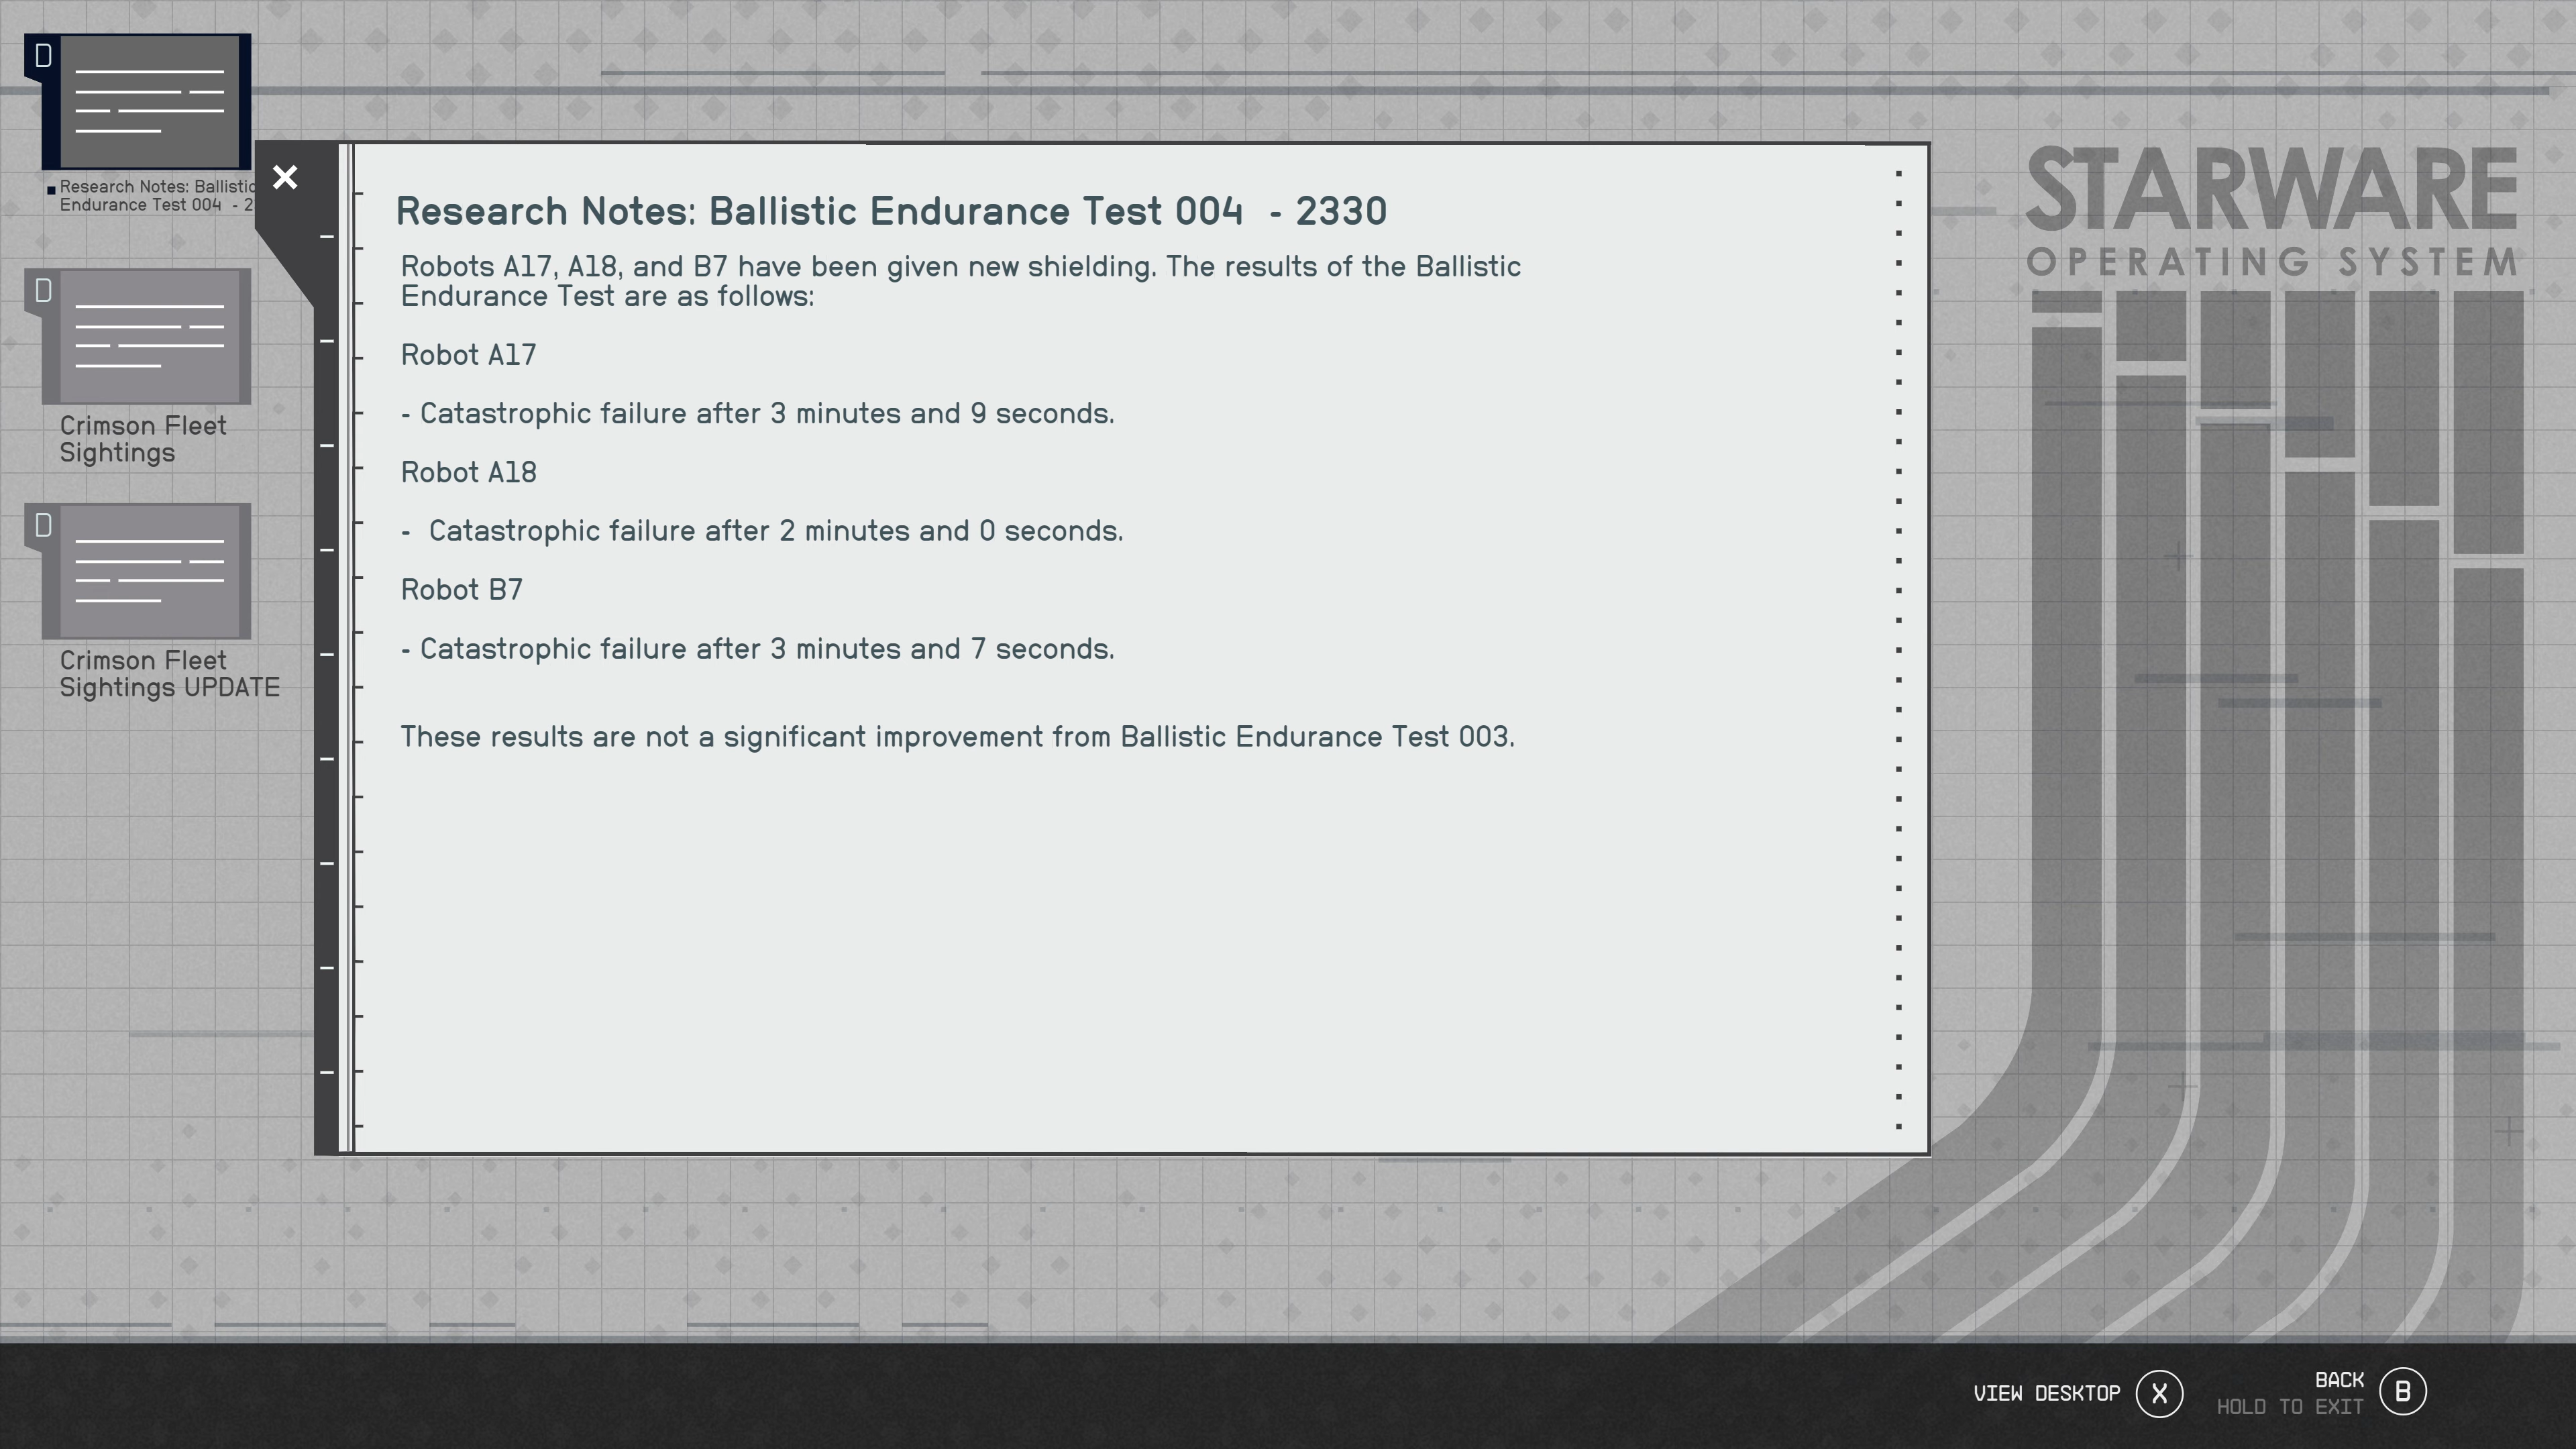 D
Research Notes: Ballistic
Endurance Test 004 - 2
D
Crimson Fleet
Sightings
D
Crimson Fleet
Sightings UPDATE
Research Notes: Ballistic Endurance Test 004 - 2330
Robots A17, A18, and B7 have been given new shielding. The results of the Ballistic
Endurance Test are as follows:
Robot A17
- Catastrophic failure after 3 minutes and 9 seconds.
Robot A18
- Catastrophic failure after 2 minutes and 0 seconds.
Robot B7
- Catastrophic failure after 3 minutes and 7 seconds.
These results are not a significant improvement from Ballistic Endurance Test 003.
STARWARE
OPERATING SYSTEM
VIEW DESKTOP X
BACK B
HOLD TO EXIT